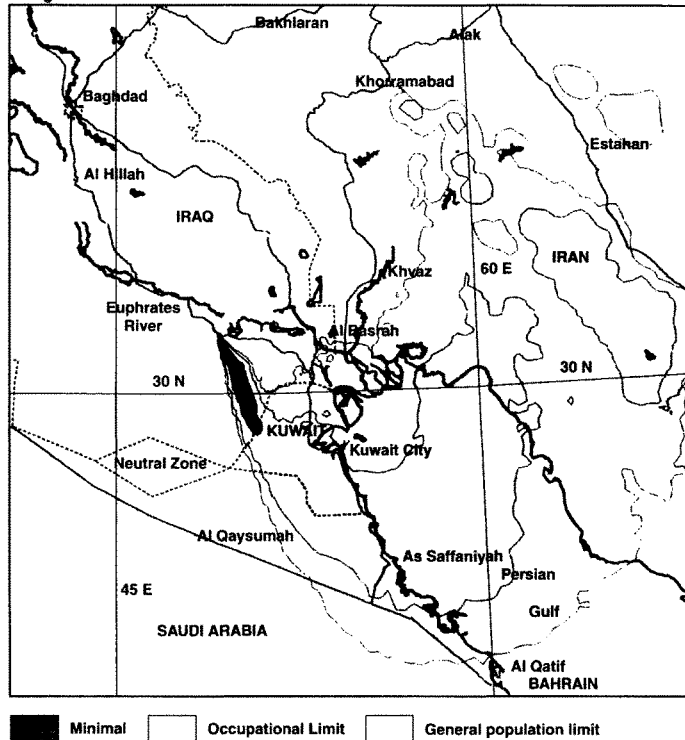 Bakhlaran
Arak
Khorramabad
Baghdad
Estahan
Al Hillah
IRAQ
IRAN
60 E
Khvaz
Euphrates
River
Al Basrah
30 N
30 N
KUWAIT
Kuwait City
Neutral Zone
Al Qaysumah
As Saffaniyah
Persian
45 E
Gulf
SAUDI ARABIA
Al Qatif
BAHRAIN
Minimal Occupational Limit General population limit